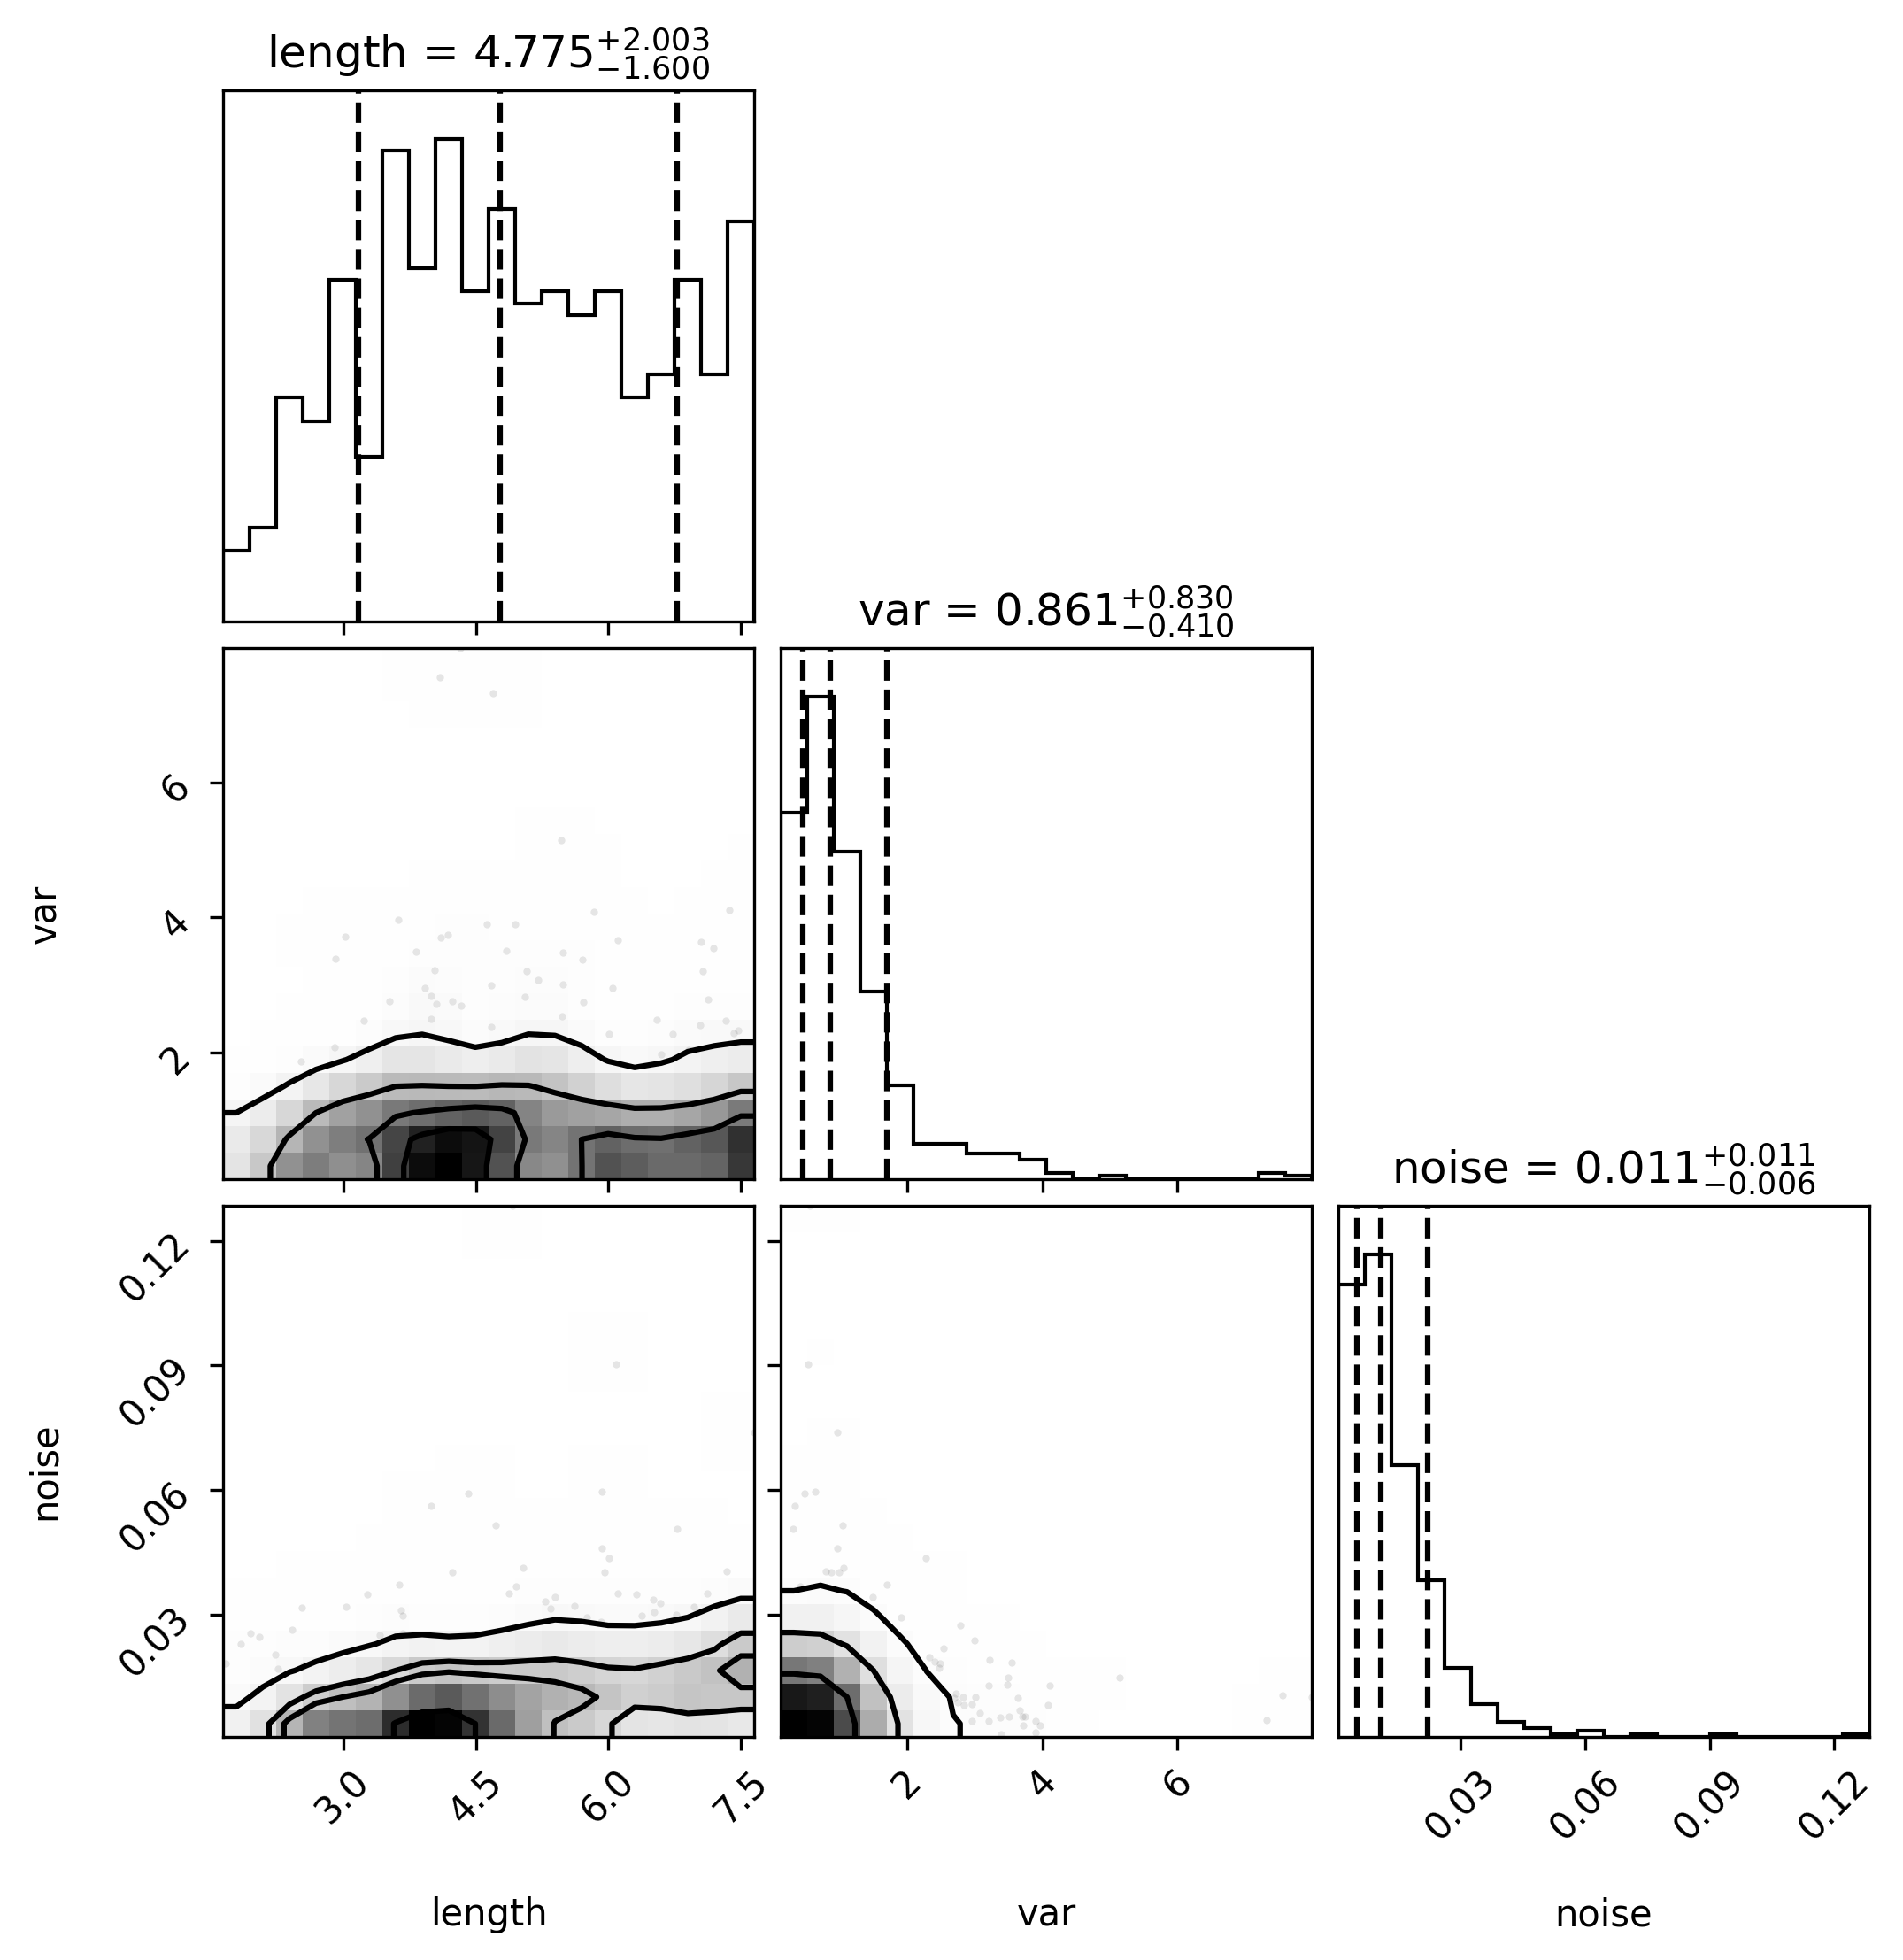 length = 4.775+2.003−1.600
var = 0.861+0.830−0.410
6
4
2
var
noise = 0.011+0.011−0.006
0.12
0.09
0.06
0.03
noise
3.0 4.5 6.0 7.5 2 4 6 0.03 0.06 0.09 0.12
length var noise